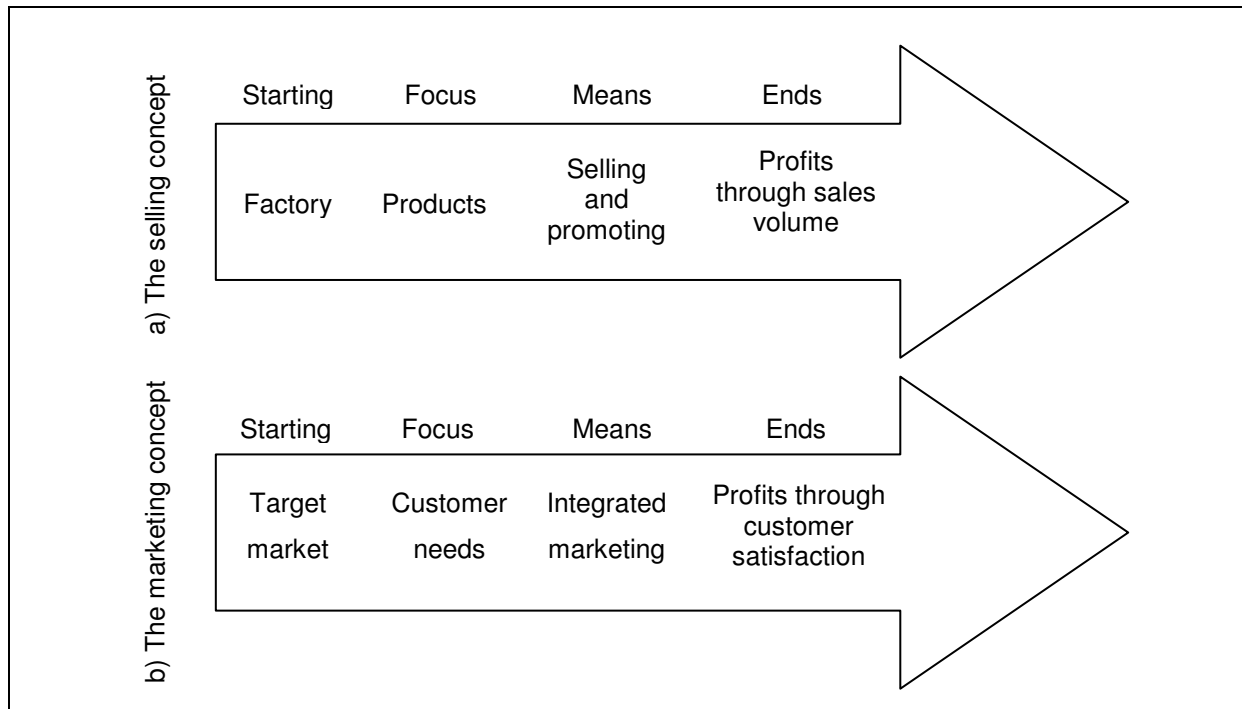 a) The selling concept
Starting Focus Means Ends
Factory
Products
Selling
and
promoting
Profits
through sales
volume
b) The marketing concept
Starting Focus Means Ends
Target
market
Customer
needs
Integrated
marketing
Profits through
customer
satisfaction